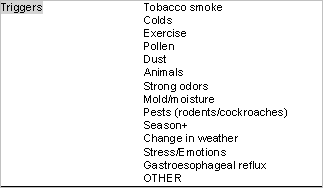 Triggers Tobacco smoke
Colds
Exercise
Pollen
Dust
Animals
Strong odors
Mold/moisture
Pests (rodents/cockroaches)
Season+
Change in weather
Stress/Emotions
Gastroesophageal reflux
OTHER